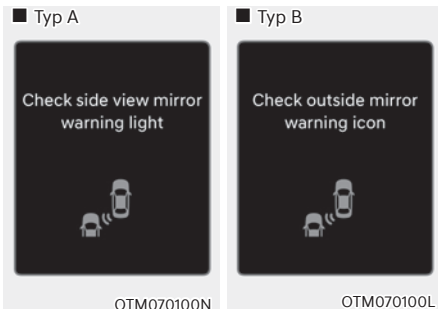 ■ Typ A
Check side view mirror
warning light
OTM070100N
■ Typ B
Check outside mirror
warning icon
OTM070100L